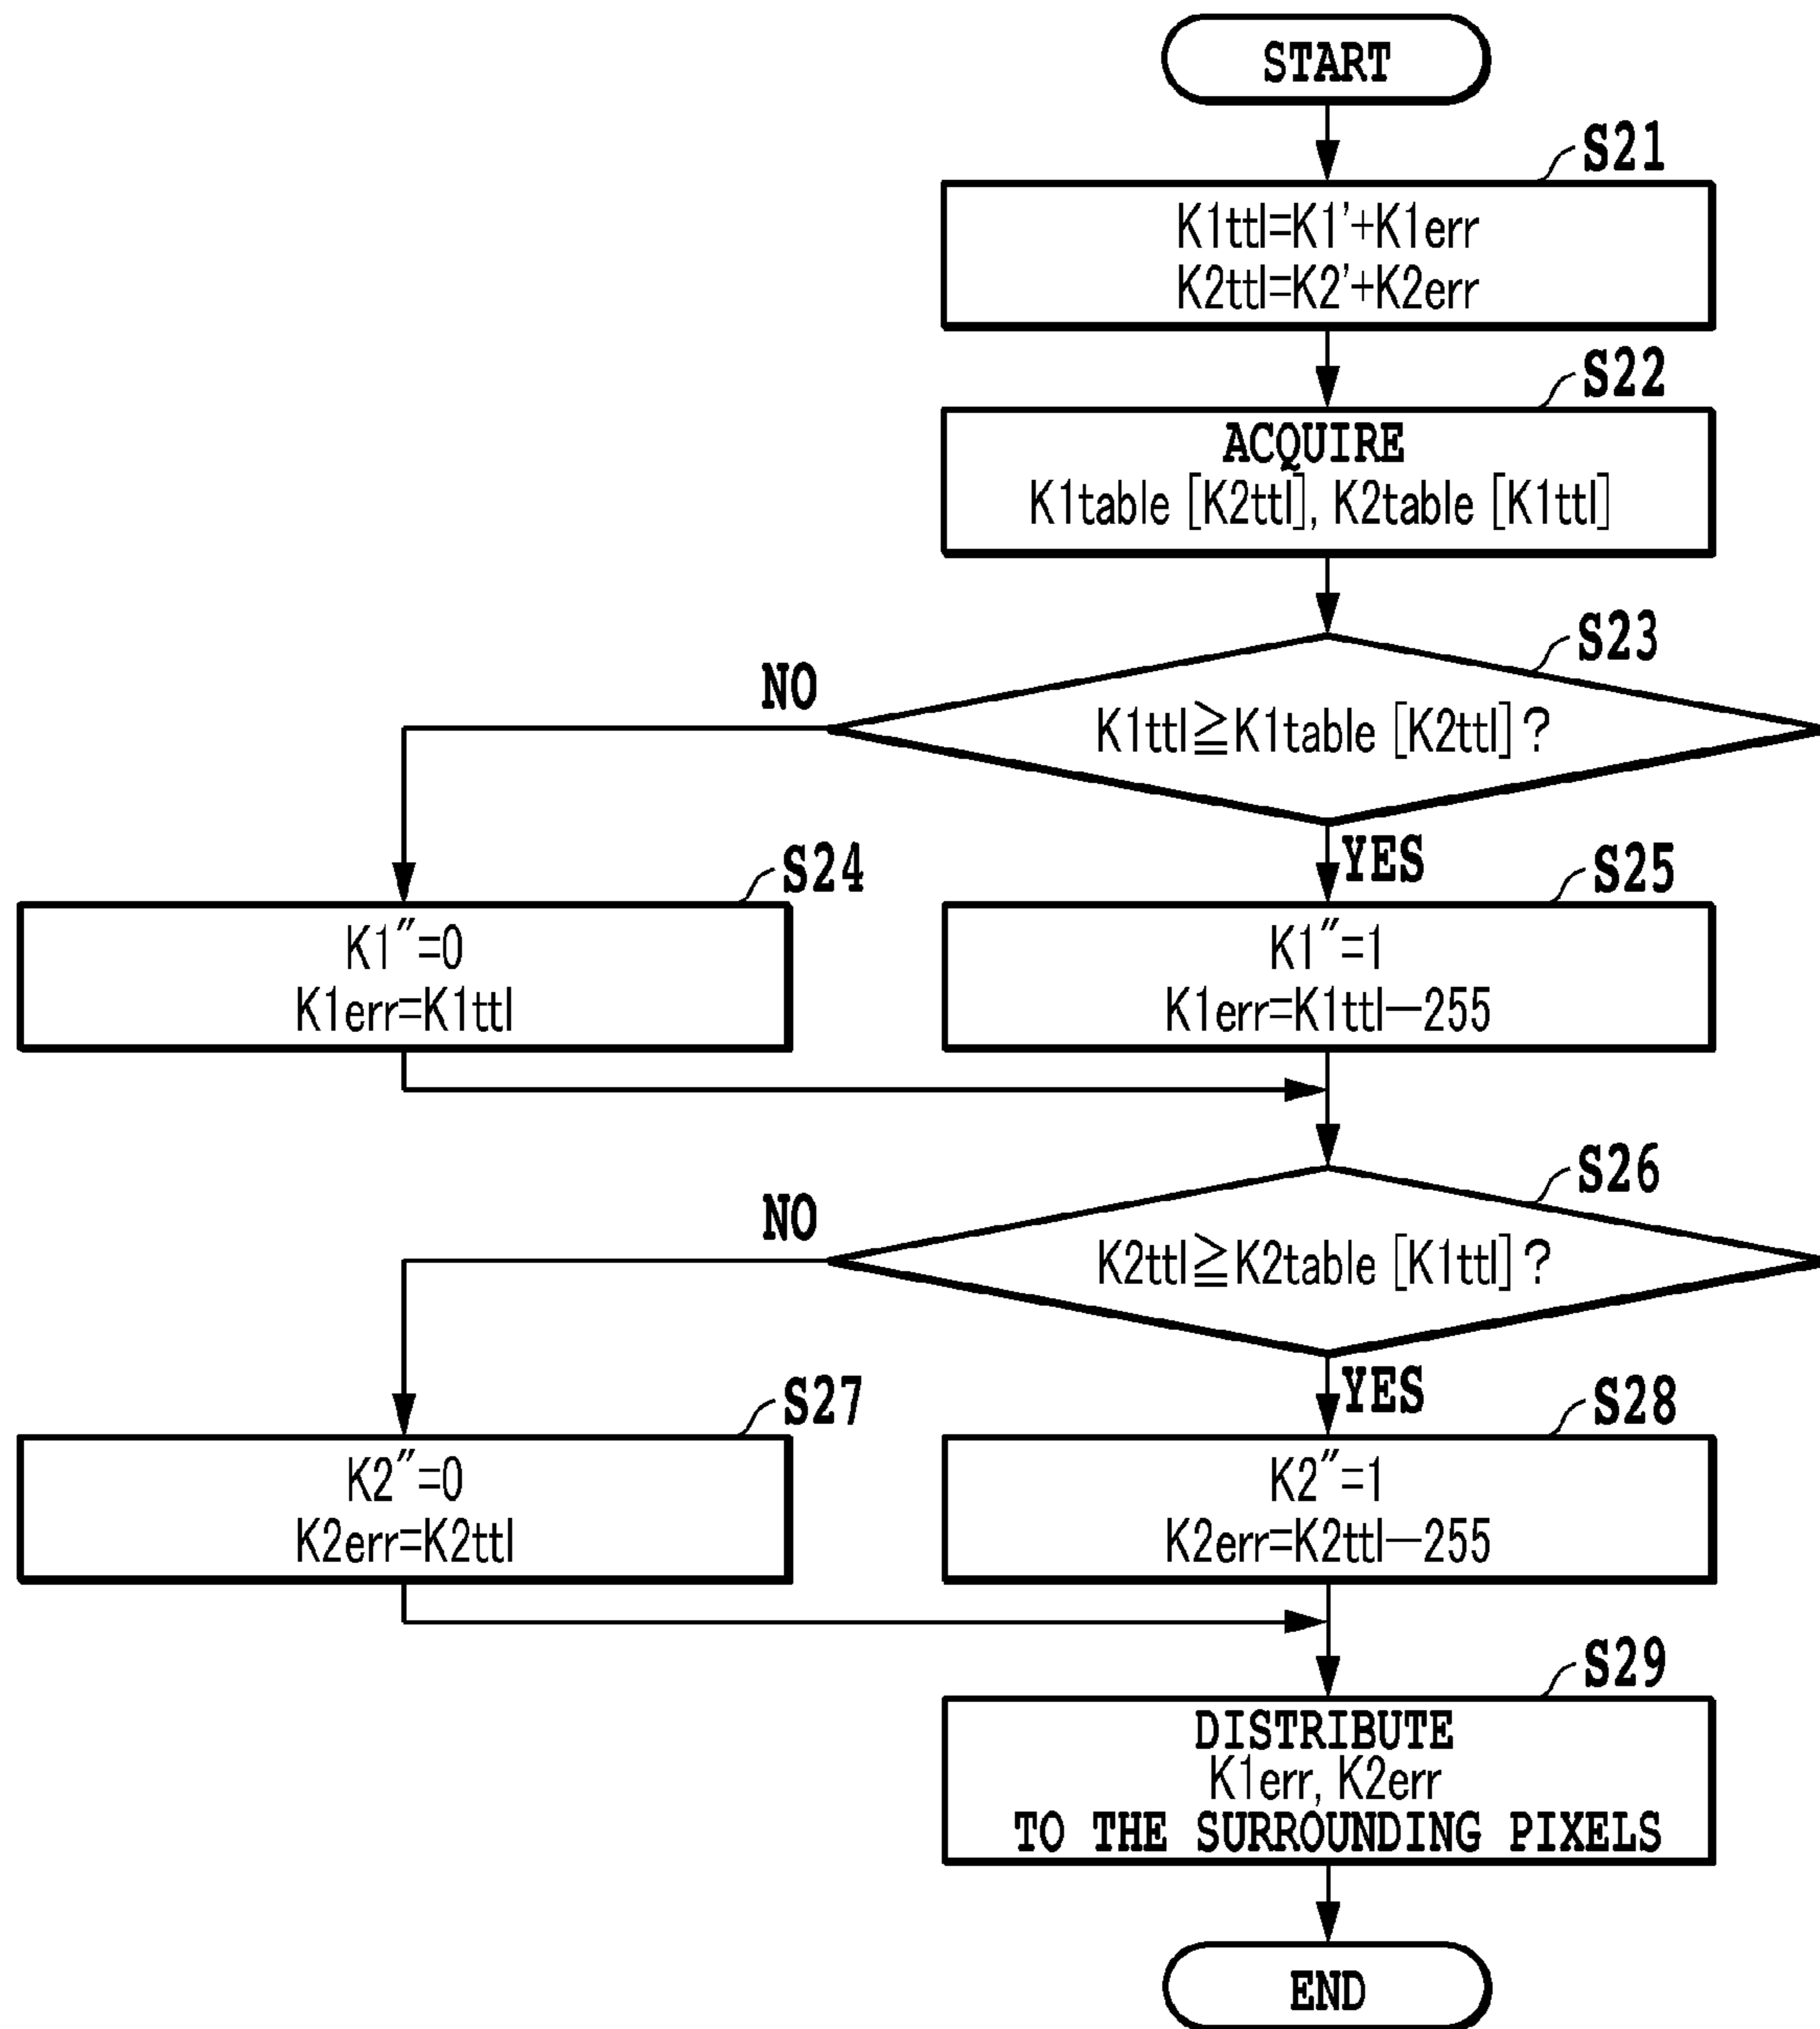 START
S21
K1ttl=K1'+K1err
K2ttl=K2'+K2err
S22
ACQUIRE
K1table [K2ttl], K2table [K1ttl]
S23
NO
K1ttl≧K1table [K2ttl]?
YES
S24
K1″=0
K1err=K1ttl
S25
K1″=1
K1err=K1ttl−255
S26
NO
K2ttl≧K2table [K1ttl]?
YES
S27
K2″=0
K2err=K2ttl
S28
K2″=1
K2err=K2ttl−255
S29
DISTRIBUTE
K1err, K2err
TO THE SURROUNDING PIXELS
END